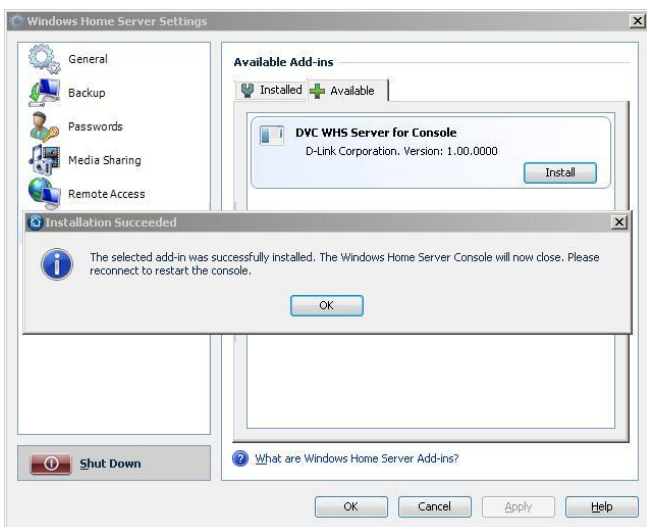 Windows Home Server Settings
General
Backup
Passwords
Media Sharing
Remote Access
Available Add-ins
Installed
Available
DVC WHS Server for Console
D-Link Corporation. Version: 1.00.0000
Install
Installation Succeeded
The selected add-in was successfully installed. The Windows Home Server Console will now close. Please
reconnect to restart the console.
OK
Shut Down
What are Windows Home Server Add-ins?
OK
Cancel
Apply
Help